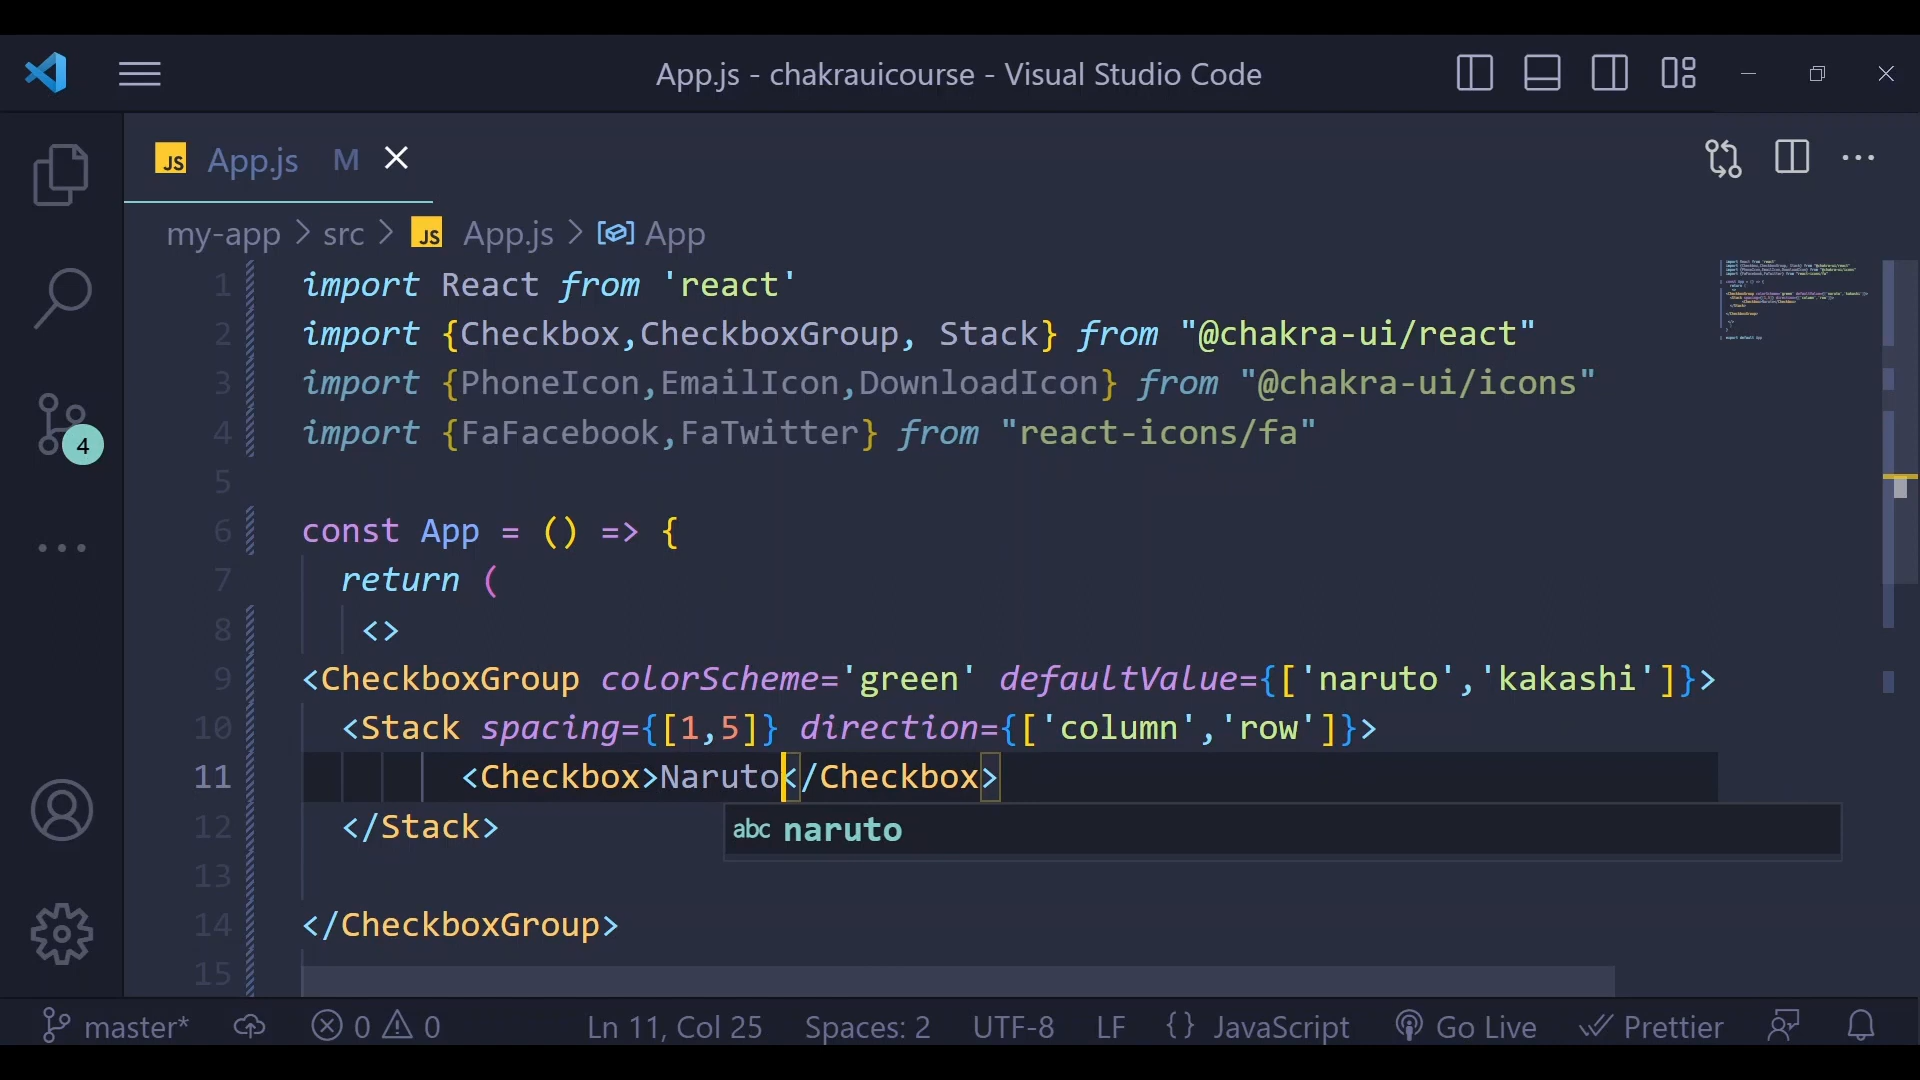 App.js - chakrauicourse - Visual Studio Code
JS App.js M
my-app > src > JS App.js > App
1 import React from 'react'
2 import {Checkbox,CheckboxGroup, Stack} from "@chakra-ui/react"
3 import {PhoneIcon,EmailIcon,DownloadIcon} from "@chakra-ui/icons"
4 import {FaFacebook,FaTwitter} from "react-icons/fa"
5
6 const App = () => {
7 return (
8 <>
9 <CheckboxGroup colorScheme='green' defaultValue={['naruto','kakashi']}>
10 <Stack spacing={[1,5]} direction={['column','row']}>
11 <Checkbox>Naruto</Checkbox>
12 </Stack>
abc naruto
13
14 </CheckboxGroup>
15
4
master* 0 0 Ln 11, Col 25 Spaces: 2 UTF-8 LF {} JavaScript Go Live Prettier